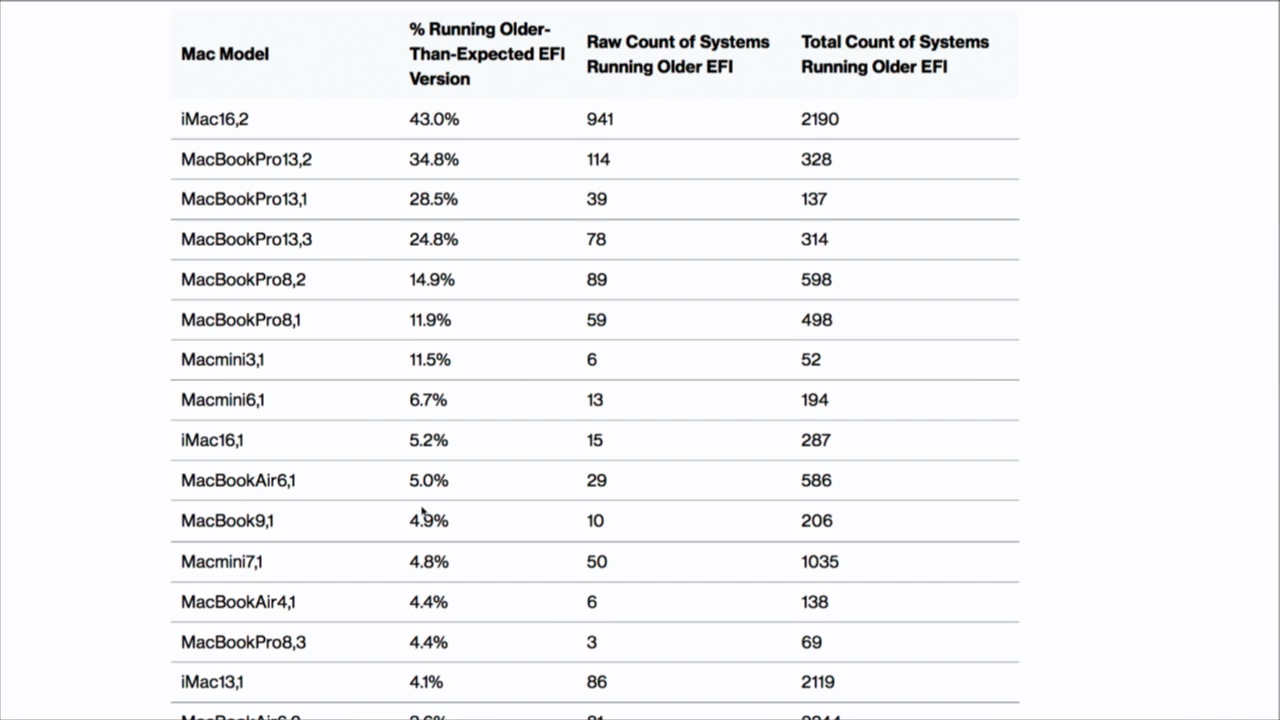 Mac Model % Running Older-Than-Expected EFI Version Raw Count of Systems Running Older EFI Total Count of Systems Running Older EFI
iMac16,2 43.0% 941 2190
MacBookPro13,2 34.8% 114 328
MacBookPro13,1 28.5% 39 137
MacBookPro13,3 24.8% 78 314
MacBookPro8,2 14.9% 89 598
MacBookPro8,1 11.9% 59 498
Macmini3,1 11.5% 6 52
Macmini6,1 6.7% 13 194
iMac16,1 5.2% 15 287
MacBookAir6,1 5.0% 29 586
MacBook9,1 4.9% 10 206
Macmini7,1 4.8% 50 1035
MacBookAir4,1 4.4% 6 138
MacBookPro8,3 4.4% 3 69
iMac13,1 4.1% 86 2119